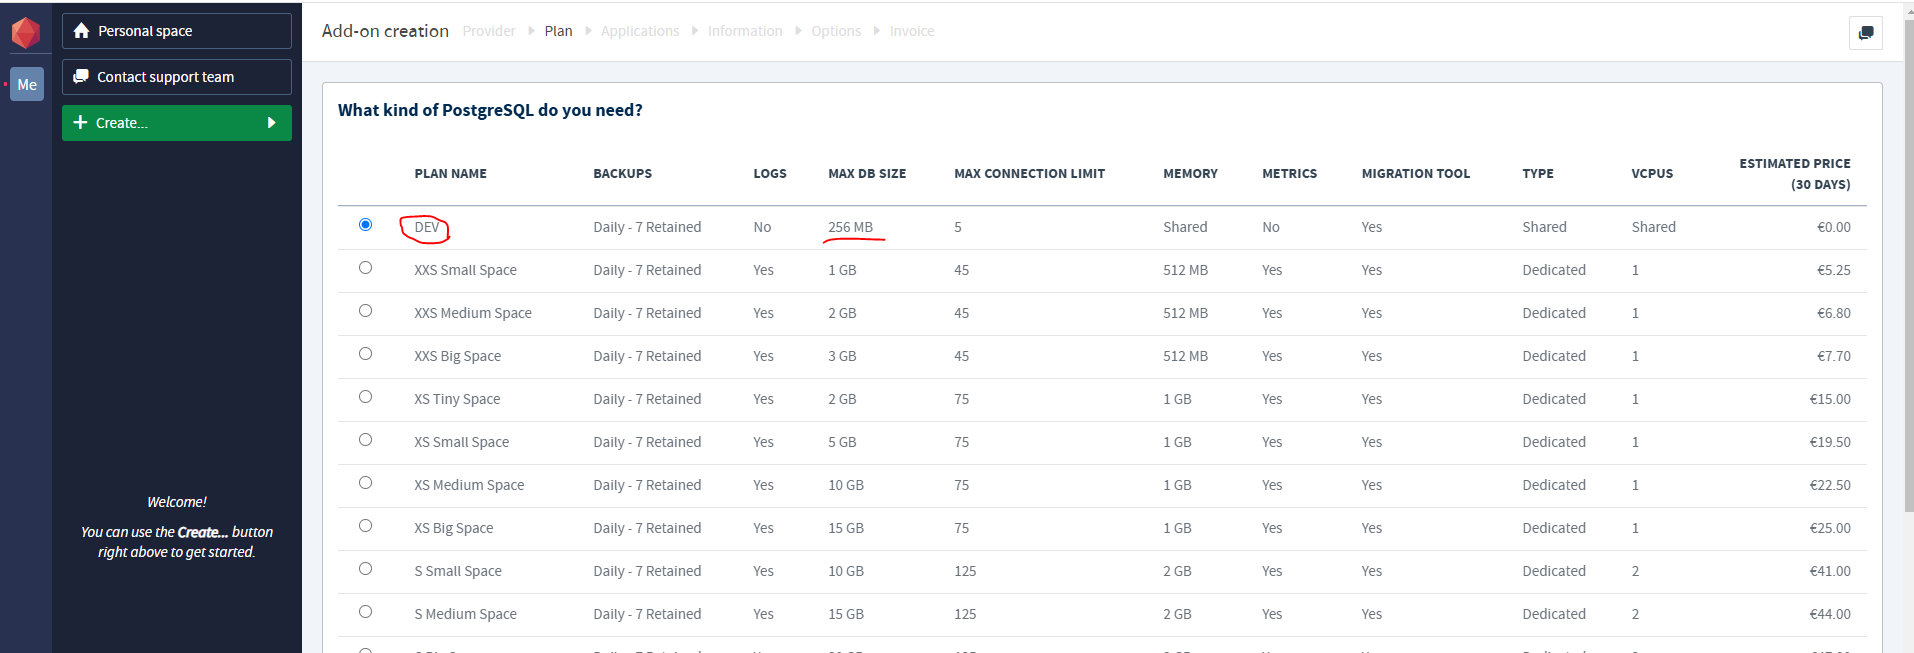 Personal space
Contact support team
Create...
Me
Welcome!
You can use the Create... button
right above to get started.
Add-on creation Provider Plan Applications Information Options Invoice
What kind of PostgreSQL do you need?
PLAN NAME BACKUPS LOGS MAX DB SIZE MAX CONNECTION LIMIT MEMORY METRICS MIGRATION TOOL TYPE VCPUS ESTIMATED PRICE
(30 DAYS)
DEV Daily - 7 Retained No 256 MB 5 Shared No Yes Shared Shared €0.00
XXS Small Space Daily - 7 Retained Yes 1 GB 45 512 MB Yes Yes Dedicated 1 €5.25
XXS Medium Space Daily - 7 Retained Yes 2 GB 45 512 MB Yes Yes Dedicated 1 €6.80
XXS Big Space Daily - 7 Retained Yes 3 GB 45 512 MB Yes Yes Dedicated 1 €7.70
XS Tiny Space Daily - 7 Retained Yes 2 GB 75 1 GB Yes Yes Dedicated 1 €15.00
XS Small Space Daily - 7 Retained Yes 5 GB 75 1 GB Yes Yes Dedicated 1 €19.50
XS Medium Space Daily - 7 Retained Yes 10 GB 75 1 GB Yes Yes Dedicated 1 €22.50
XS Big Space Daily - 7 Retained Yes 15 GB 75 1 GB Yes Yes Dedicated 1 €25.00
S Small Space Daily - 7 Retained Yes 10 GB 125 2 GB Yes Yes Dedicated 2 €41.00
S Medium Space Daily - 7 Retained Yes 15 GB 125 2 GB Yes Yes Dedicated 2 €44.00